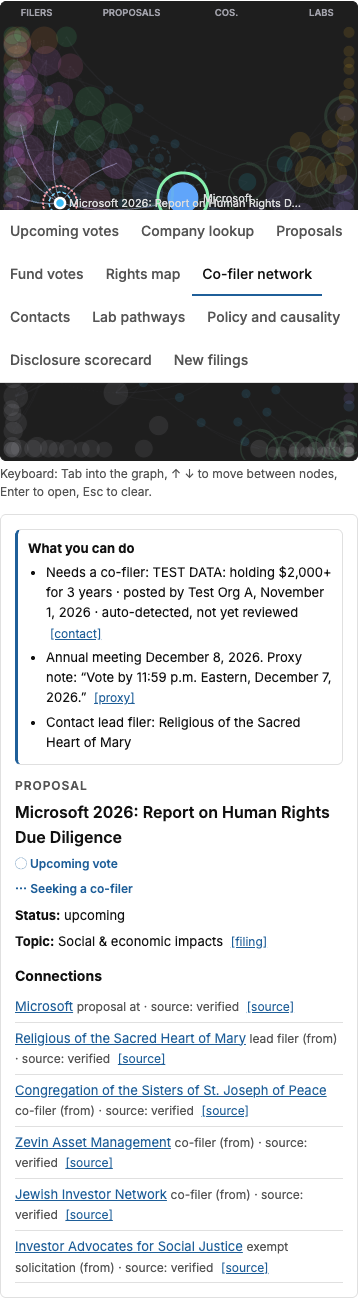 FILERS PROPOSALS COS. LABS
Microsoft
Microsoft 2026: Report on Human Rights D...
Upcoming votes Company lookup Proposals
Fund votes Rights map Co-filer network
Contacts Lab pathways Policy and causality
Disclosure scorecard New filings
Keyboard: Tab into the graph, ↑ ↓ to move between nodes,
Enter to open, Esc to clear.
What you can do
• Needs a co-filer: TEST DATA: holding $2,000+
for 3 years · posted by Test Org A, November
1, 2026 · auto-detected, not yet reviewed
[contact]
• Annual meeting December 8, 2026. Proxy
note: “Vote by 11:59 p.m. Eastern, December 7,
2026.” [proxy]
• Contact lead filer: Religious of the Sacred
Heart of Mary
PROPOSAL
Microsoft 2026: Report on Human Rights
Due Diligence
Upcoming vote
··· Seeking a co-filer
Status: upcoming
Topic: Social & economic impacts [filing]
Connections
Microsoft proposal at · source: verified [source]
Religious of the Sacred Heart of Mary lead filer (from)
· source: verified [source]
Congregation of the Sisters of St. Joseph of Peace
co-filer (from) · source: verified [source]
Zevin Asset Management co-filer (from) · source:
verified [source]
Jewish Investor Network co-filer (from) · source:
verified [source]
Investor Advocates for Social Justice exempt
solicitation (from) · source: verified [source]